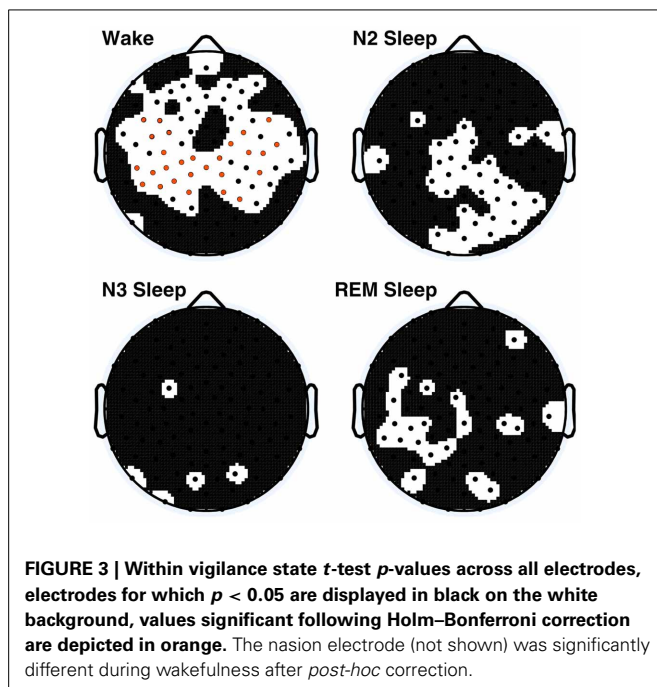 Wake N2 Sleep
N3 Sleep REM Sleep
FIGURE 3 | Within vigilance state t-test p-values across all electrodes,
electrodes for which p < 0.05 are displayed in black on the white
background, values significant following Holm–Bonferroni correction
are depicted in orange. The nasion electrode (not shown) was significantly
different during wakefulness after post-hoc correction.